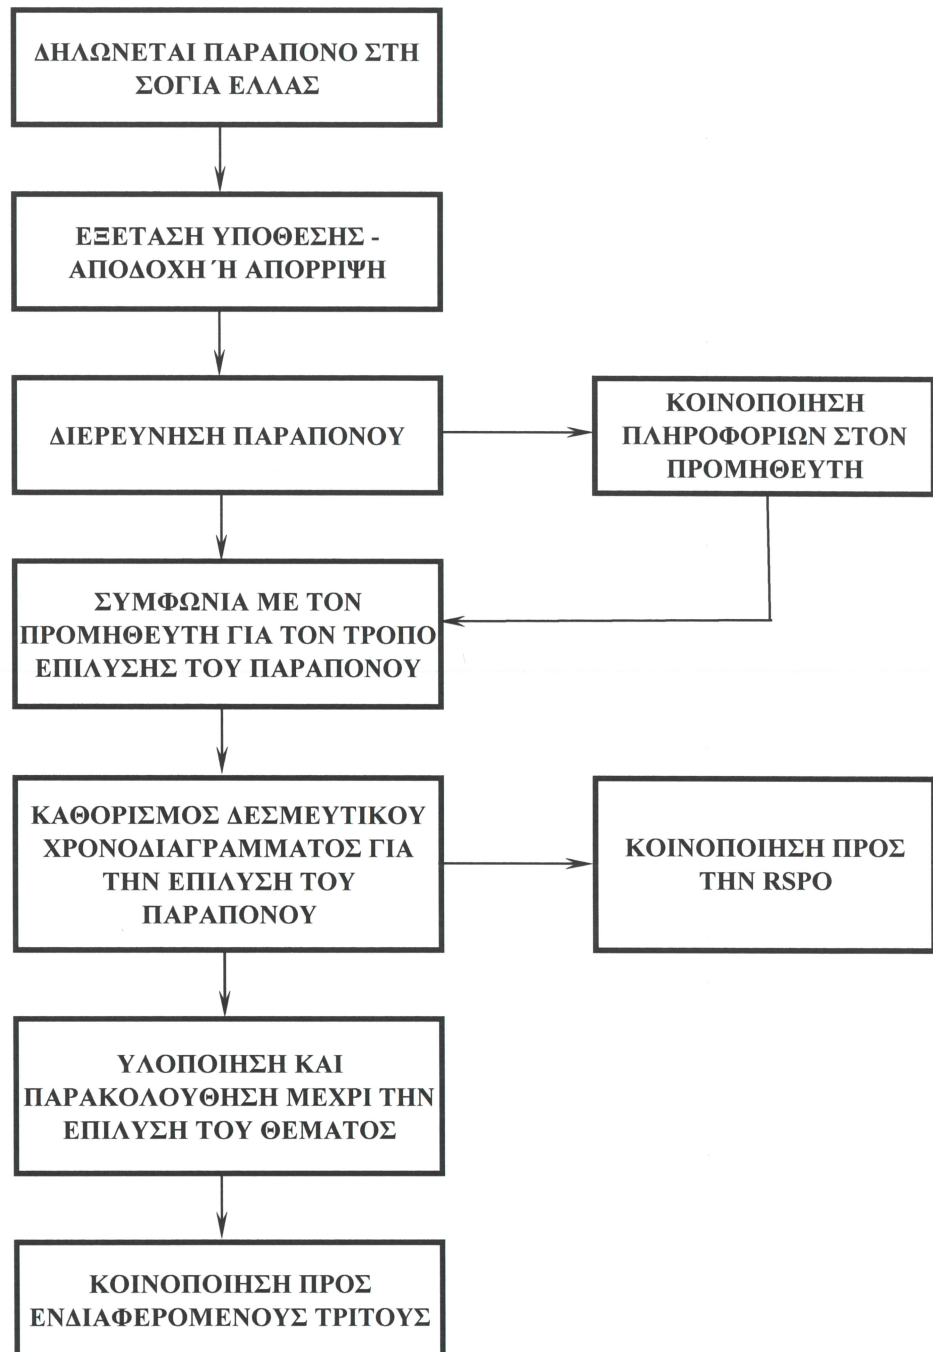 ΔΗΛΩΝΕΤΑΙ ΠΑΡΑΠΟΝΟ ΣΤΗ
ΣΟΓΙΑ ΕΛΛΑΣ
ΕΞΕΤΑΣΗ ΥΠΟΘΕΣΗΣ -
ΑΠΟΔΟΧΗ Ή ΑΠΟΡΡΙΨΗ
ΔΙΕΡΕΥΝΗΣΗ ΠΑΡΑΠΟΝΟΥ
ΚΟΙΝΟΠΟΙΗΣΗ
ΠΛΗΡΟΦΟΡΙΩΝ ΣΤΟΝ
ΠΡΟΜΗΘΕΥΤΗ
ΣΥΜΦΩΝΙΑ ΜΕ ΤΟΝ
ΠΡΟΜΗΘΕΥΤΗ ΓΙΑ ΤΟΝ ΤΡΟΠΟ
ΕΠΙΛΥΣΗΣ ΤΟΥ ΠΑΡΑΠΟΝΟΥ
ΚΑΘΟΡΙΣΜΟΣ ΔΕΣΜΕΥΤΙΚΟΥ
ΧΡΟΝΟΔΙΑΓΡΑΜΜΑΤΟΣ ΓΙΑ
ΤΗΝ ΕΠΙΛΥΣΗ ΤΟΥ
ΠΑΡΑΠΟΝΟΥ
ΚΟΙΝΟΠΟΙΗΣΗ ΠΡΟΣ
ΤΗΝ RSPO
ΥΛΟΠΟΙΗΣΗ ΚΑΙ
ΠΑΡΑΚΟΛΟΥΘΗΣΗ ΜΕΧΡΙ ΤΗΝ
ΕΠΙΛΥΣΗ ΤΟΥ ΘΕΜΑΤΟΣ
ΚΟΙΝΟΠΟΙΗΣΗ ΠΡΟΣ
ΕΝΔΙΑΦΕΡΟΜΕΝΟΥΣ ΤΡΙΤΟΥΣ